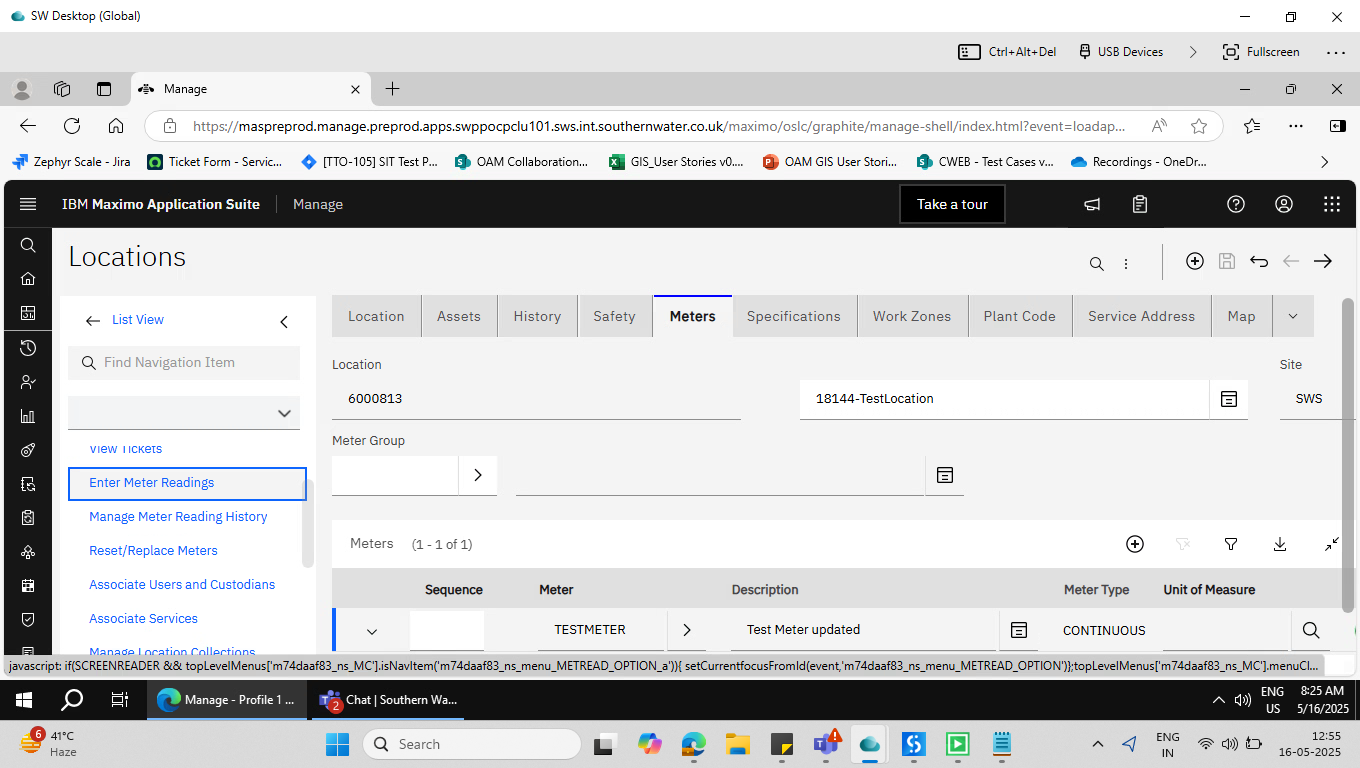 SW Desktop (Global)
Ctrl+Alt+Del
USB Devices
Fullscreen
Manage
https://maspreprod.manage.preprod.apps.swppocpclu101.sws.int.southernwater.co.uk/maximo/oslc/graphite/manage-shell/index.html?event=loadap...
Zephyr Scale - Jira
Ticket Form - Servic...
[TTO-105] SIT Test P...
OAM Collaboration...
GIS_User Stories v0....
OAM GIS User Stori...
CWEB - Test Cases v...
Recordings - OneDr...
IBM Maximo Application Suite
Manage
Take a tour
Locations
List View
Find Navigation Item
View Tickets
Enter Meter Readings
Manage Meter Reading History
Reset/Replace Meters
Associate Users and Custodians
Associate Services
Manage Location Collections
Location
Assets
History
Safety
Meters
Specifications
Work Zones
Plant Code
Service Address
Map
Location
Site
6000813
18144-TestLocation
SWS
Meter Group
Meters
(1 - 1 of 1)
Sequence
Meter
Description
Meter Type
Unit of Measure
TESTMETER
Test Meter updated
CONTINUOUS
javascript: if(SCREENREADER && topLevelMenus['m74daaf83_ns_MC'].isNavItem('m74daaf83_ns_menu_METREAD_OPTION_a')){ setCurrentfocusFromId(event,'m74daaf83_ns_menu_METREAD_OPTION')};topLevelMenus['m74daaf83_ns_MC'].menuCl...
Manage - Profile 1 ...
2
Chat | Southern Wa...
ENG
US
8:25 AM
5/16/2025
6
41°C
Haze
Search
ENG
IN
12:55
16-05-2025